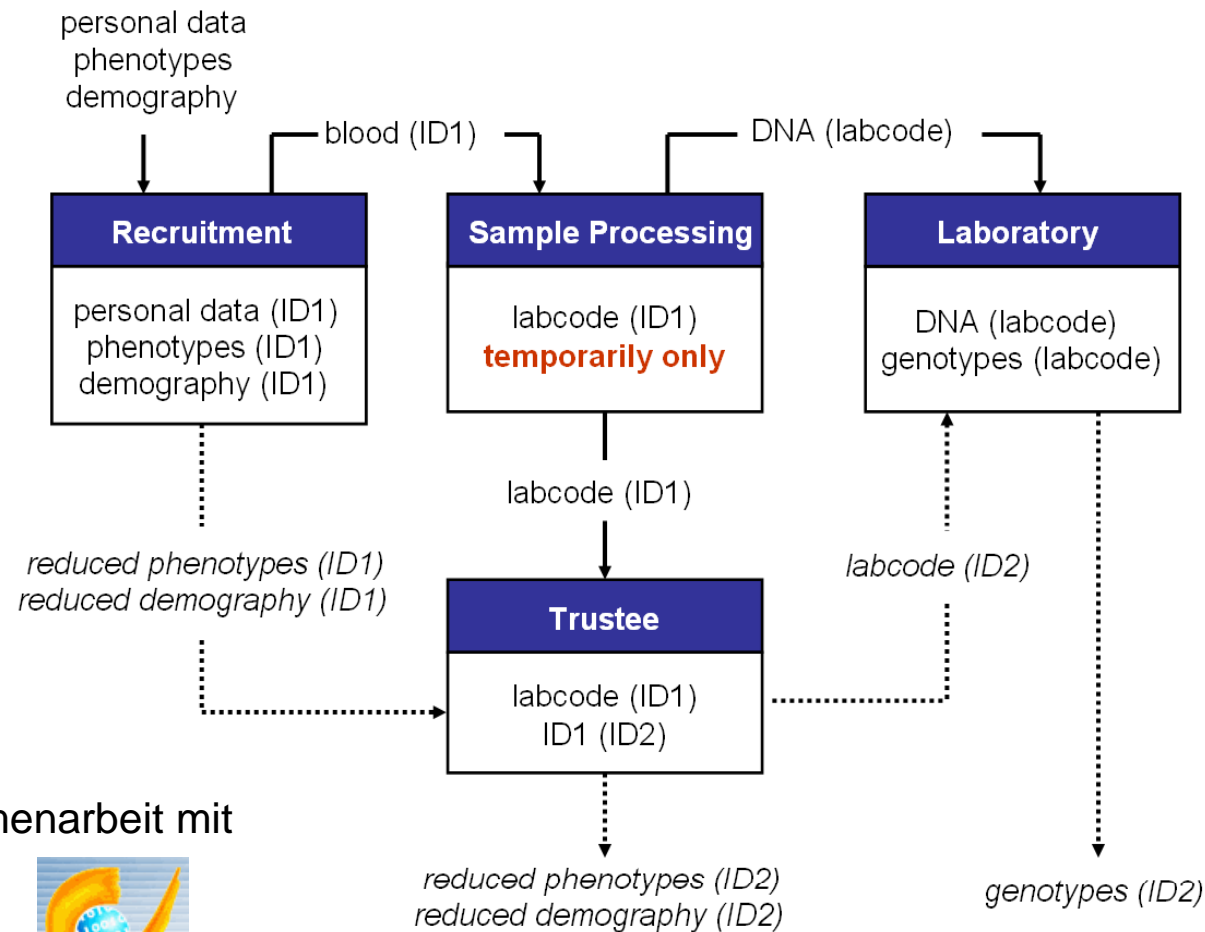 personal data
phenotypes
demography
blood (ID1)
DNA (labcode)
Recruitment
personal data (ID1)
phenotypes (ID1)
demography (ID1)
Sample Processing
labcode (ID1)
temporarily only
Laboratory
DNA (labcode)
genotypes (labcode)
labcode (ID1)
reduced phenotypes (ID1)
reduced demography (ID1)
labcode (ID2)
Trustee
labcode (ID1)
ID1 (ID2)
mit
reduced phenotypes (ID2)
reduced demography (ID2)
genotypes (ID2)